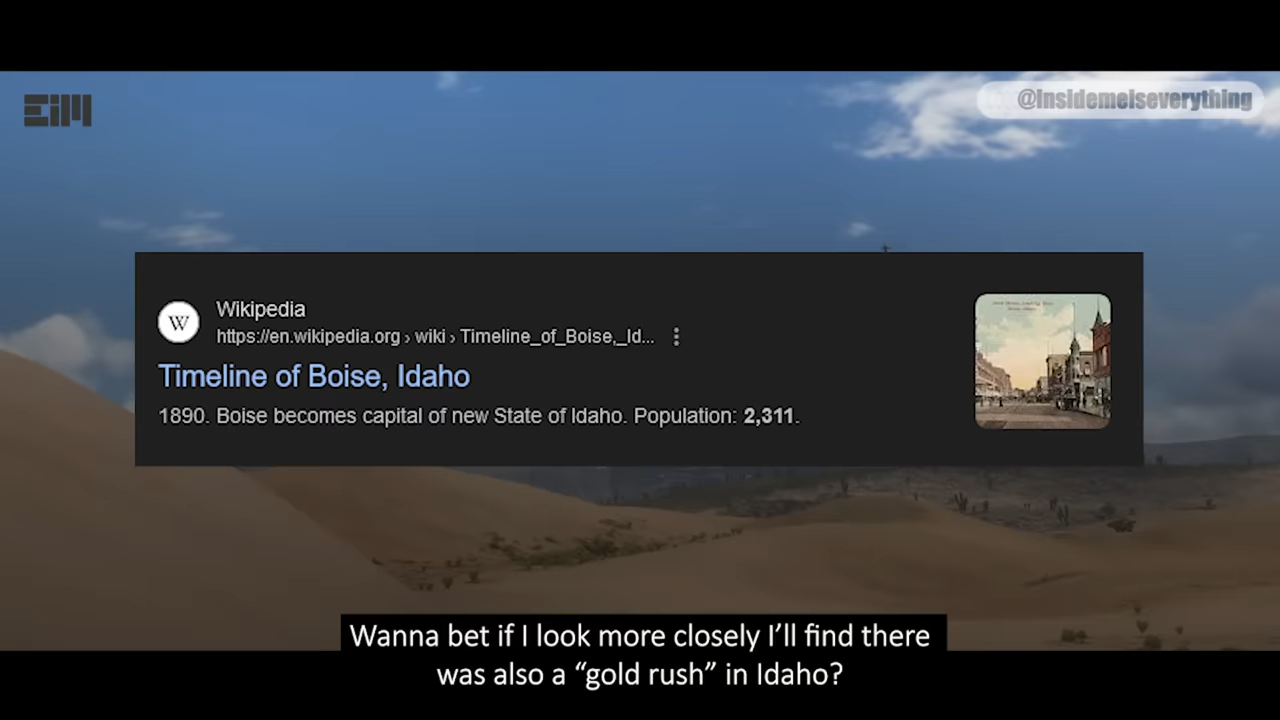 EiM
@insidemeiseverything
W
Wikipedia
https://en.wikipedia.org › wiki › Timeline_of_Boise,_Id...
Timeline of Boise, Idaho
1890. Boise becomes capital of new State of Idaho. Population: 2,311.
Wanna bet if I look more closely I’ll find there
was also a “gold rush” in Idaho?